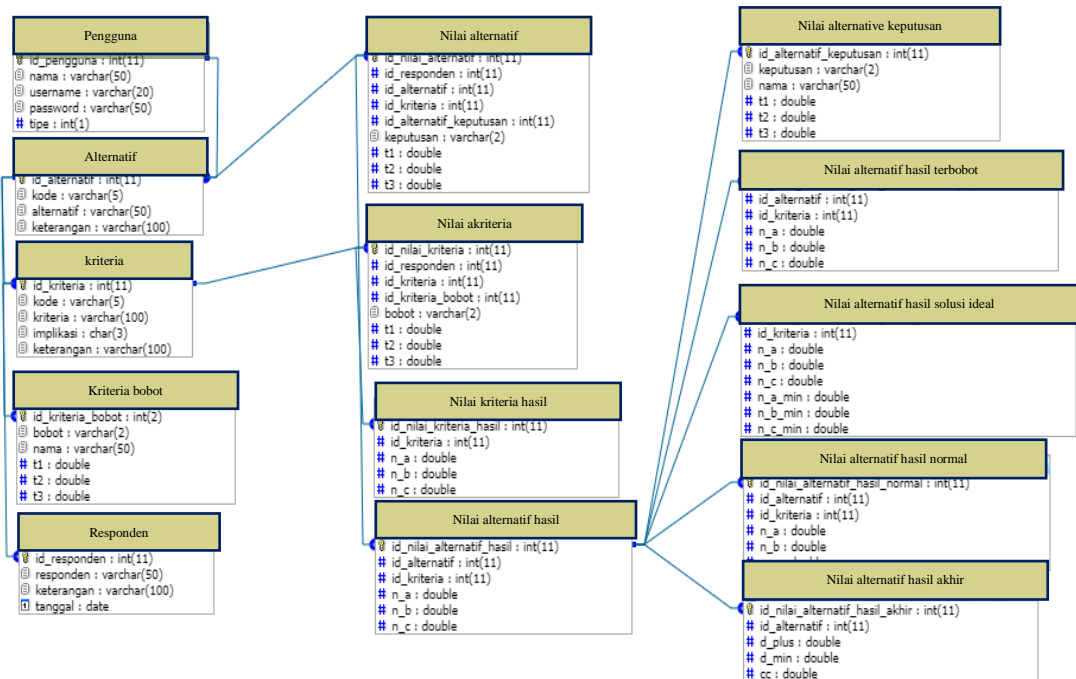 Pengguna
id_pengguna : int(11)
nama : varchar(50)
username : varchar(20)
password : varchar(50)
tipe : int(1)
Alternatif
id_alternatif : int(11)
kode : varchar(5)
alternatif : varchar(50)
keterangan : varchar(100)
kriteria
id_kriteria : int(11)
kode : varchar(5)
kriteria : varchar(100)
implikasi : char(3)
keterangan : varchar(100)
Kriteria bobot
id_kriteria_bobot : int(2)
bobot : varchar(2)
nama : varchar(50)
t1 : double
t2 : double
t3 : double
Responden
id_responden : int(11)
responden : varchar(50)
keterangan : varchar(100)
tanggal : date
Nilai alternatif
id_nilai_alternatif : int(11)
id_responden : int(11)
id_alternatif : int(11)
id_kriteria : int(11)
id_alternatif_keputusan : int(11)
keputusan : varchar(2)
t1 : double
t2 : double
t3 : double
Nilai akriteria
id_nilai_kriteria : int(11)
id_responden : int(11)
id_kriteria : int(11)
id_kriteria_bobot : int(11)
bobot : varchar(2)
t1 : double
t2 : double
t3 : double
Nilai kriteria hasil
id_nilai_kriteria_hasil : int(11)
id_kriteria : int(11)
n_a : double
n_b : double
n_c : double
Nilai alternatif hasil
id_nilai_alternatif_hasil : int(11)
id_alternatif : int(11)
id_kriteria : int(11)
n_a : double
n_b : double
n_c : double
Nilai alternative keputusan
id_alternatif_keputusan : int(11)
keputusan : varchar(2)
nama : varchar(50)
t1 : double
t2 : double
t3 : double
Nilai alternatif hasil terbobot
id_alternatif : int(11)
id_kriteria : int(11)
n_a : double
n_b : double
n_c : double
Nilai alternatif hasil solusi ideal
id_kriteria : int(11)
n_a : double
n_b : double
n_c : double
n_a_min : double
n_b_min : double
n_c_min : double
Nilai alternatif hasil normal
id_nilai_alternatif_hasil_normal : int(11)
id_alternatif : int(11)
id_kriteria : int(11)
n_a : double
n_b : double
Nilai alternatif hasil akhir
id_nilai_alternatif_hasil_akhir : int(11)
id_alternatif : int(11)
d_plus : double
d_min : double
cc : double